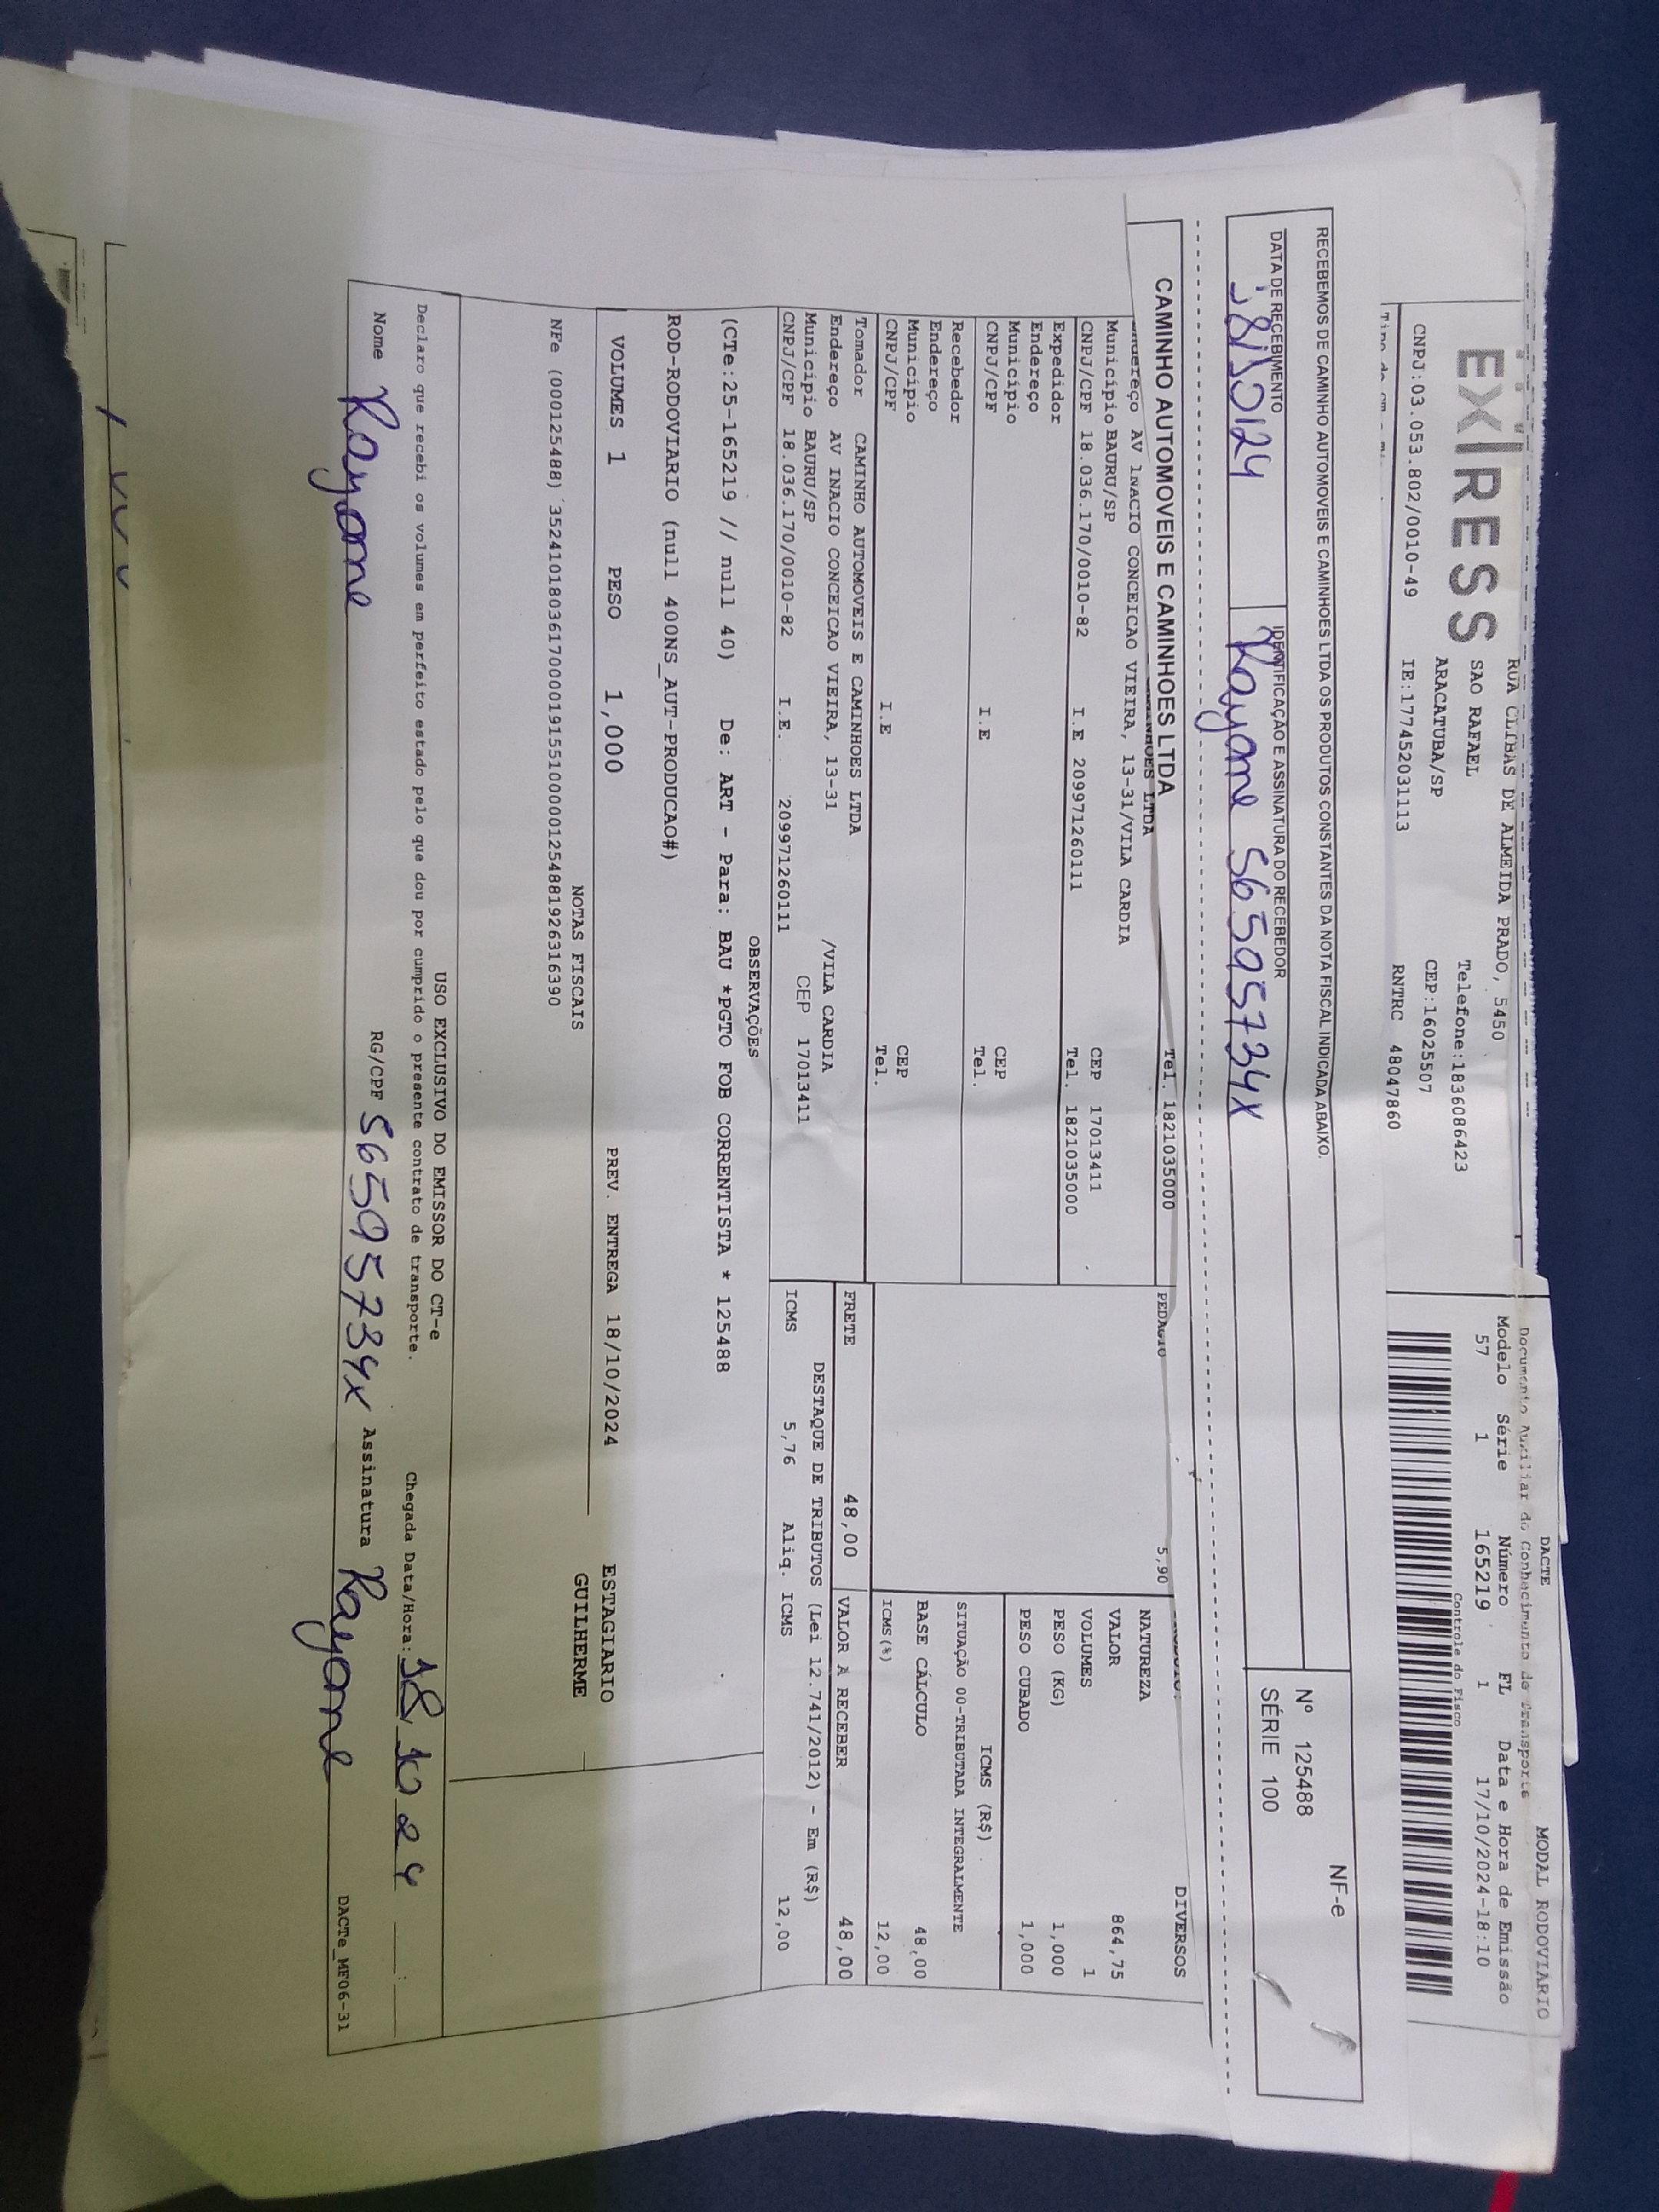 DACTE
MODAL RODOVIÁRIO
Documento Auxiliar do Conhecimento de Transporte
EX RESS
RUA CLIBAS DE ALMEIDA PRADO, 5450
SAO RAFAEL
Telefone:1836086423
ARACATUBA/SP
CEP:16025507
CNPJ:03.053.802/0010-49
IE:177452031113
RNTRC 48047860
Modelo Série Número FL Data e Hora de Emissão
57 1 165219 1 17/10/2024-18:10
Controle do Fisco
RECEBEMOS DE CAMINHO AUTOMOVEIS E CAMINHOES LTDA OS PRODUTOS CONSTANTES DA NOTA FISCAL INDICADA ABAIXO.
NF-e
DATA DE RECEBIMENTO
IDENTIFICAÇÃO E ASSINATURA DO RECEBEDOR
Nº 125488
SÉRIE 100
18/10/24
Rayane 56595734x
CAMINHO AUTOMOVEIS E CAMINHOES LTDA
LTDA
Tel. 1821035000
PEDAGIO 5,90
DIVERSOS
AV INACIO CONCEICAO VIEIRA, 13-31/VILA CARDIA
NATUREZA
Município BAURU/SP
CEP 17013411
VALOR 864,75
CNPJ/CPF 18.036.170/0010-82 I.E 209971260111 Tel. 1821035000
VOLUMES 1
Expedidor
PESO (KG) 1,000
Endereço
PESO CUBADO 1,000
Município
CEP
CNPJ/CPF I.E Tel.
ICMS (R$)
Recebedor
SITUAÇÃO 00-TRIBUTADA INTEGRALMENTE
Endereço
BASE CÁLCULO 48,00
Município
CEP
CNPJ/CPF I.E Tel.
ICMS(%) 12,00
Tomador CAMINHO AUTOMOVEIS E CAMINHOES LTDA
FRETE 48,00
VALOR A RECEBER 48,00
Endereço AV INACIO CONCEICAO VIEIRA, 13-31 /VILA CARDIA
DESTAQUE DE TRIBUTOS (Lei 12.741/2012) - Em (R$)
Município BAURU/SP CEP 17013411
CNPJ/CPF 18.036.170/0010-82 I.E. 209971260111
ICMS 5,76 Aliq. ICMS 12,00
OBSERVAÇÕES
(CTe:25-165219 // null 40) De: ART - Para: BAU *PGTO FOB CORRENTISTA * 125488
ROD-RODOVIARIO (null 400NS_AUT-PRODUCAO#)
VOLUMES 1 PESO 1,000 PREV. ENTREGA 18/10/2024
ESTAGIARIO
GUILHERME
NOTAS FISCAIS
NFe (000125488) 35241018036170000191551000001254881926316390
USO EXCLUSIVO DO EMISSOR DO CT-e
Declaro que recebi os volumes em perfeito estado pelo que dou por cumprido o presente contrato de transporte.
Chegada Data/Hora: 18 10 24
Nome Rayane RG/CPF 56595734x Assinatura Rayane
DACTe_MF06-31